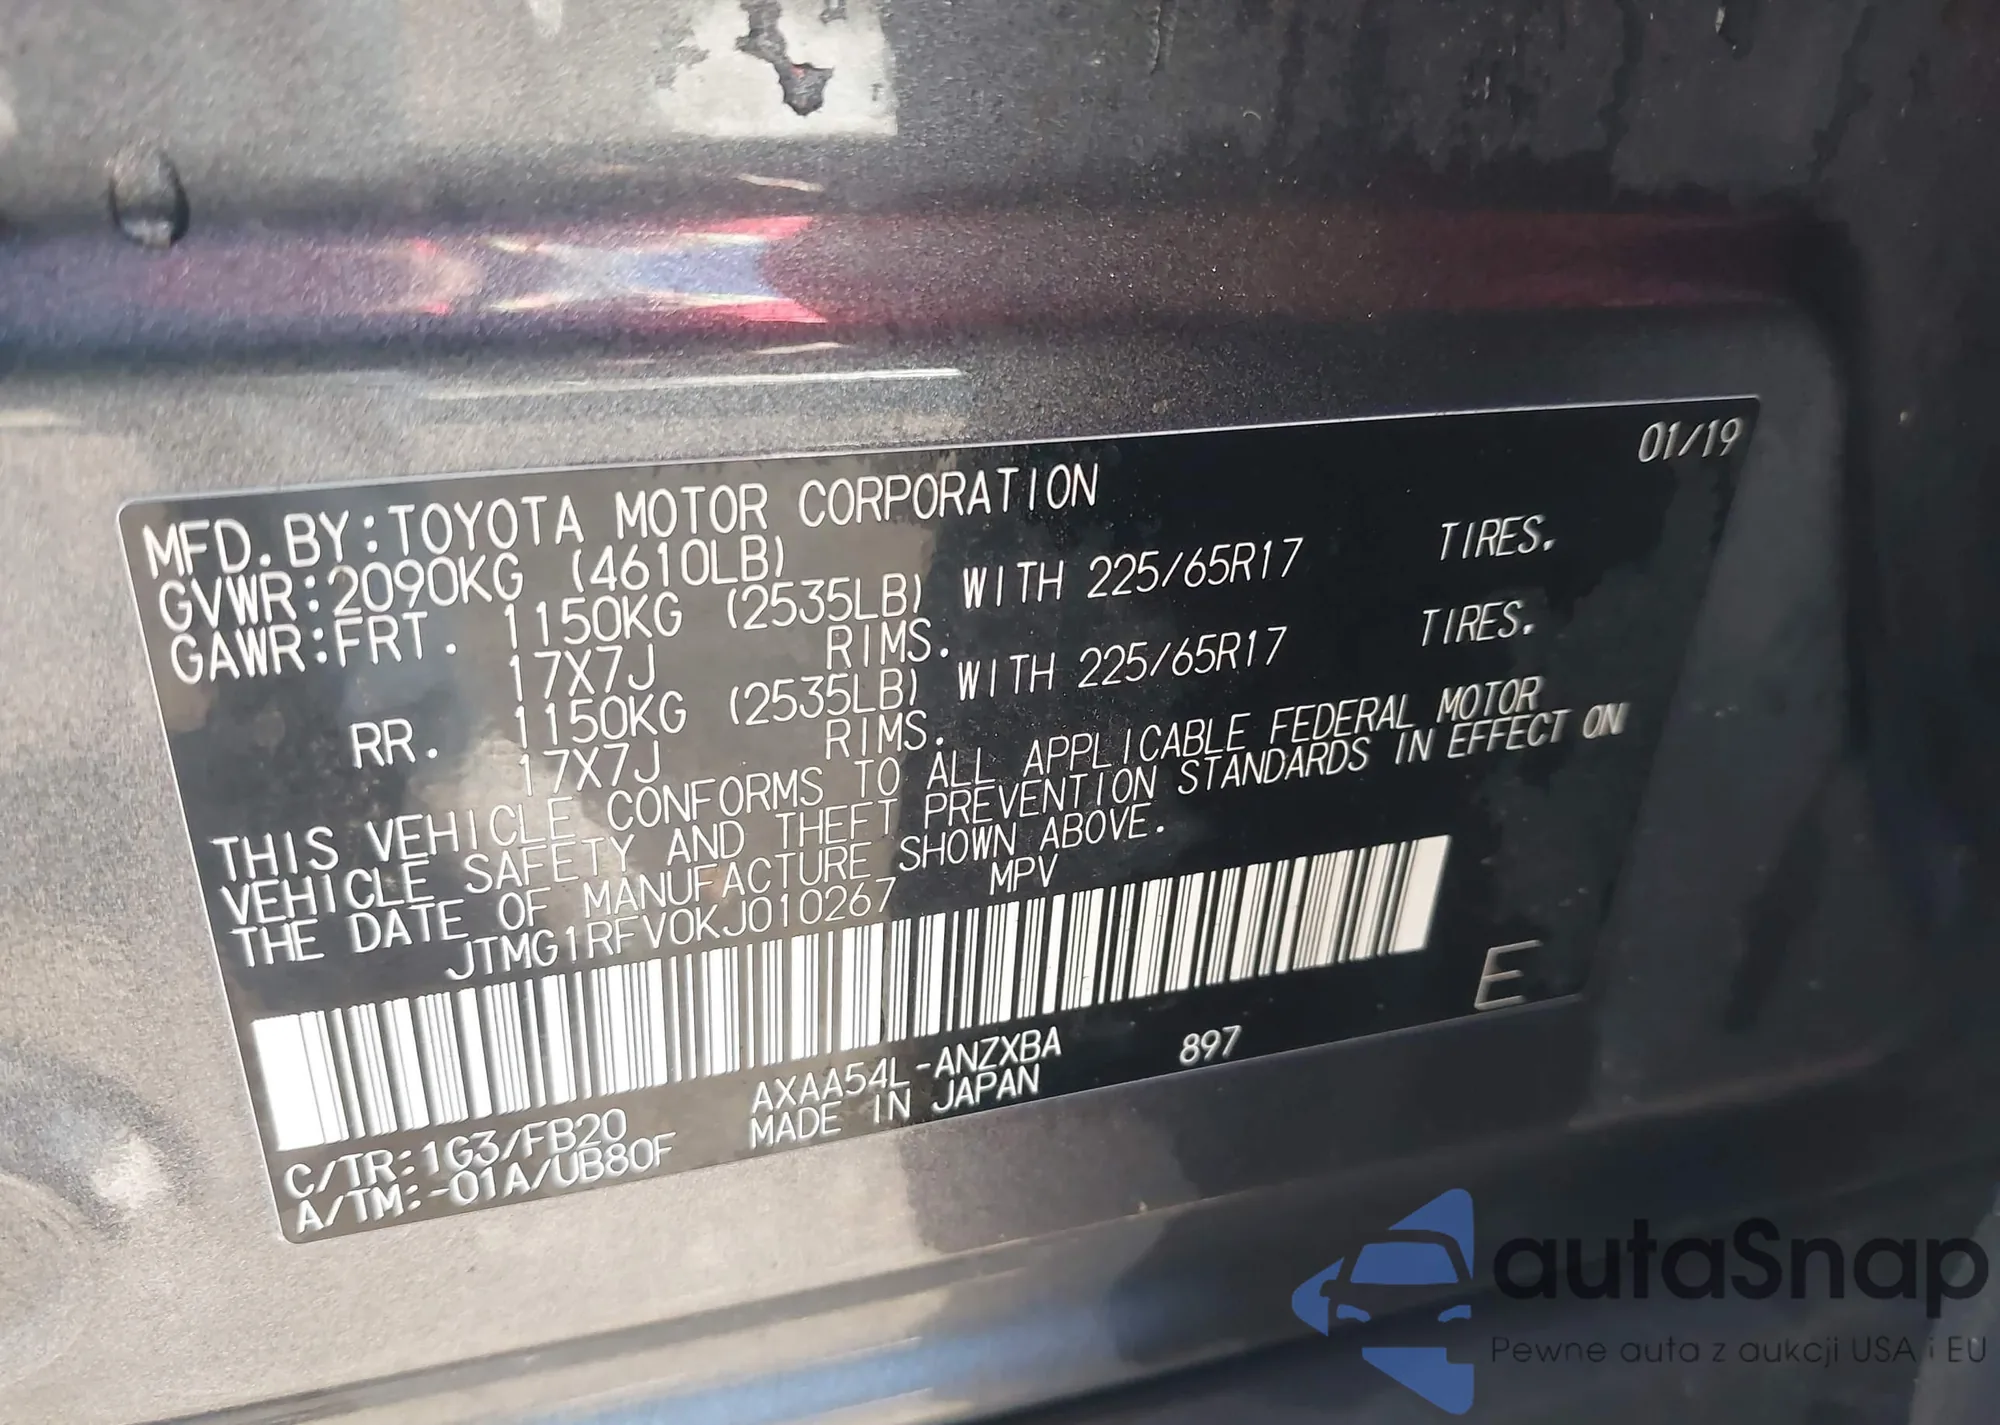 01/19
MFD. BY: TOYOTA MOTOR CORPORATION
GVWR: 2090KG (4610LB)
GAWR: FRT. 1150KG (2535LB) WITH 225/65R17 TIRES.
17X7J RIMS.
RR. 1150KG (2535LB) WITH 225/65R17 TIRES.
17X7J RIMS.
THIS VEHICLE CONFORMS TO ALL APPLICABLE FEDERAL MOTOR
VEHICLE SAFETY AND THEFT PREVENTION STANDARDS IN EFFECT ON
THE DATE OF MANUFACTURE SHOWN ABOVE.
JTMG1RFV0KJ010267 MPV
E
AXAA54L-ANZXBA 897
MADE IN JAPAN
C/TR: 1G3/FB20
A/TM: -01A/UB80F
autaSnap
Pewne auta z aukcji USA i EU